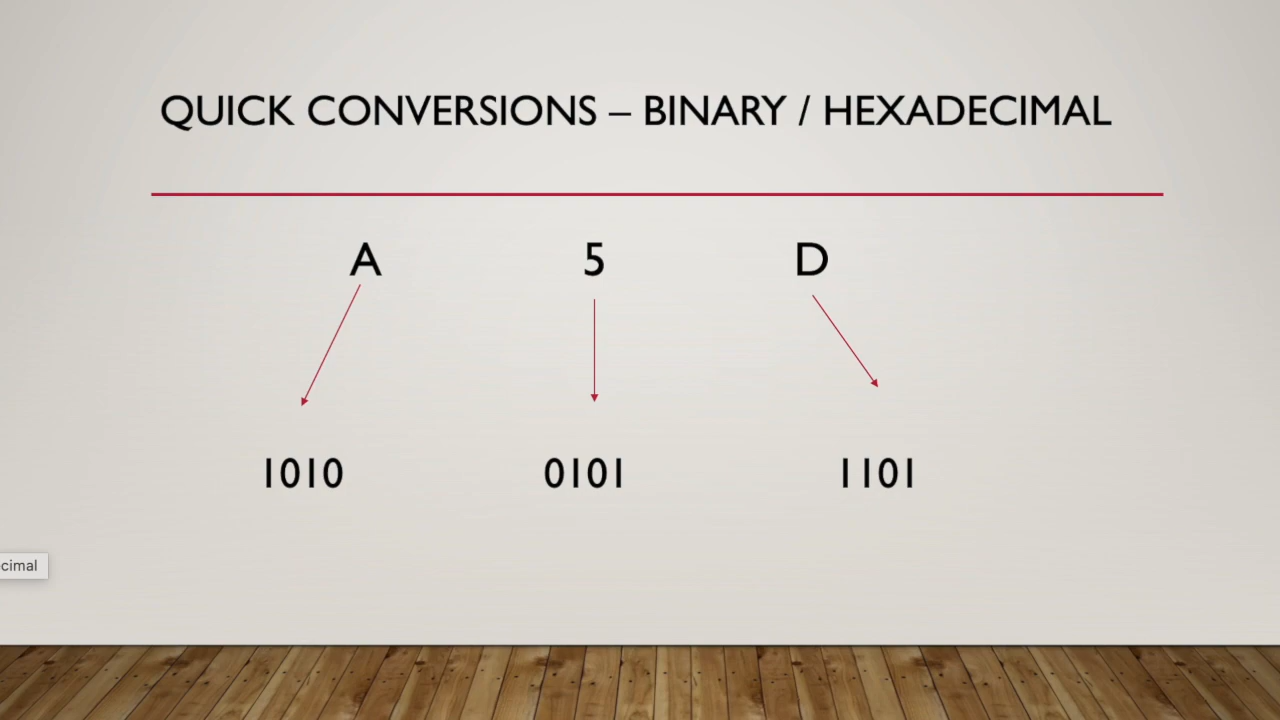 QUICK CONVERSIONS – BINARY / HEXADECIMAL
A 5 D
1010 0101 1101
cimal